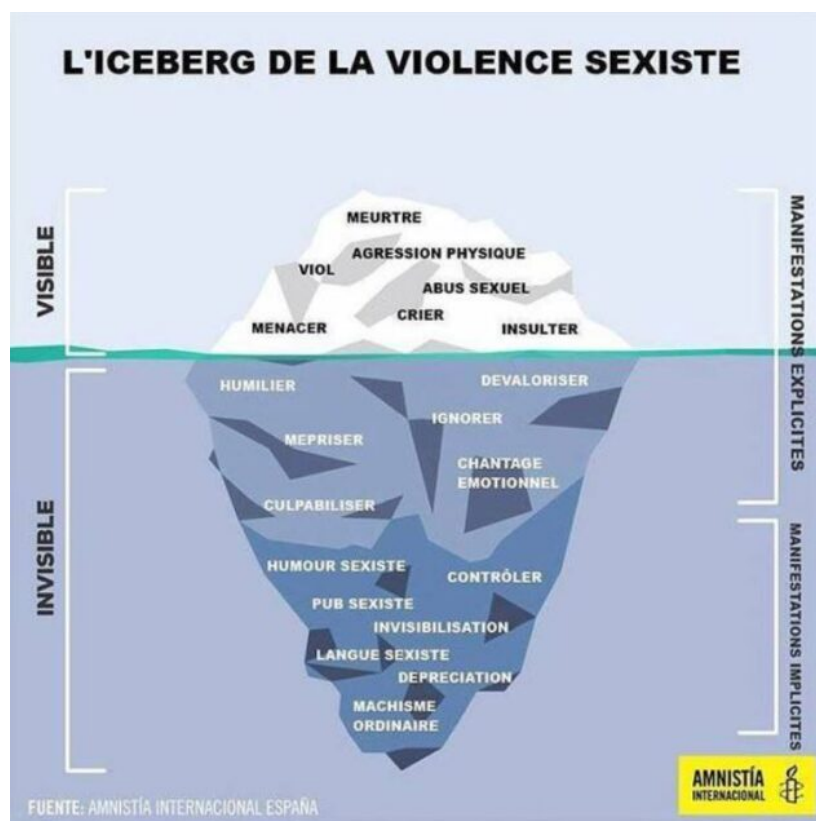 L'ICEBERG DE LA VIOLENCE SEXISTE
VISIBLE
MEURTRE
AGRESSION PHYSIQUE
VIOL
ABUS SEXUEL
CRIER
MENACER
INSULTER
MANIFESTATIONS EXPLICITES
INVISIBLE
HUMILIER
DEVALORISER
IGNORER
MEPRISER
CHANTAGE
EMOTIONNEL
CULPABILISER
HUMOUR SEXISTE
CONTRÔLER
PUB SEXISTE
INVISIBILISATION
LANGUE SEXISTE
DEPRECIATION
MACHISME
ORDINAIRE
MANIFESTATIONS IMPLICITES
FUENTE: AMNISTÍA INTERNACIONAL ESPAÑA
AMNISTÍA
INTERNACIONAL